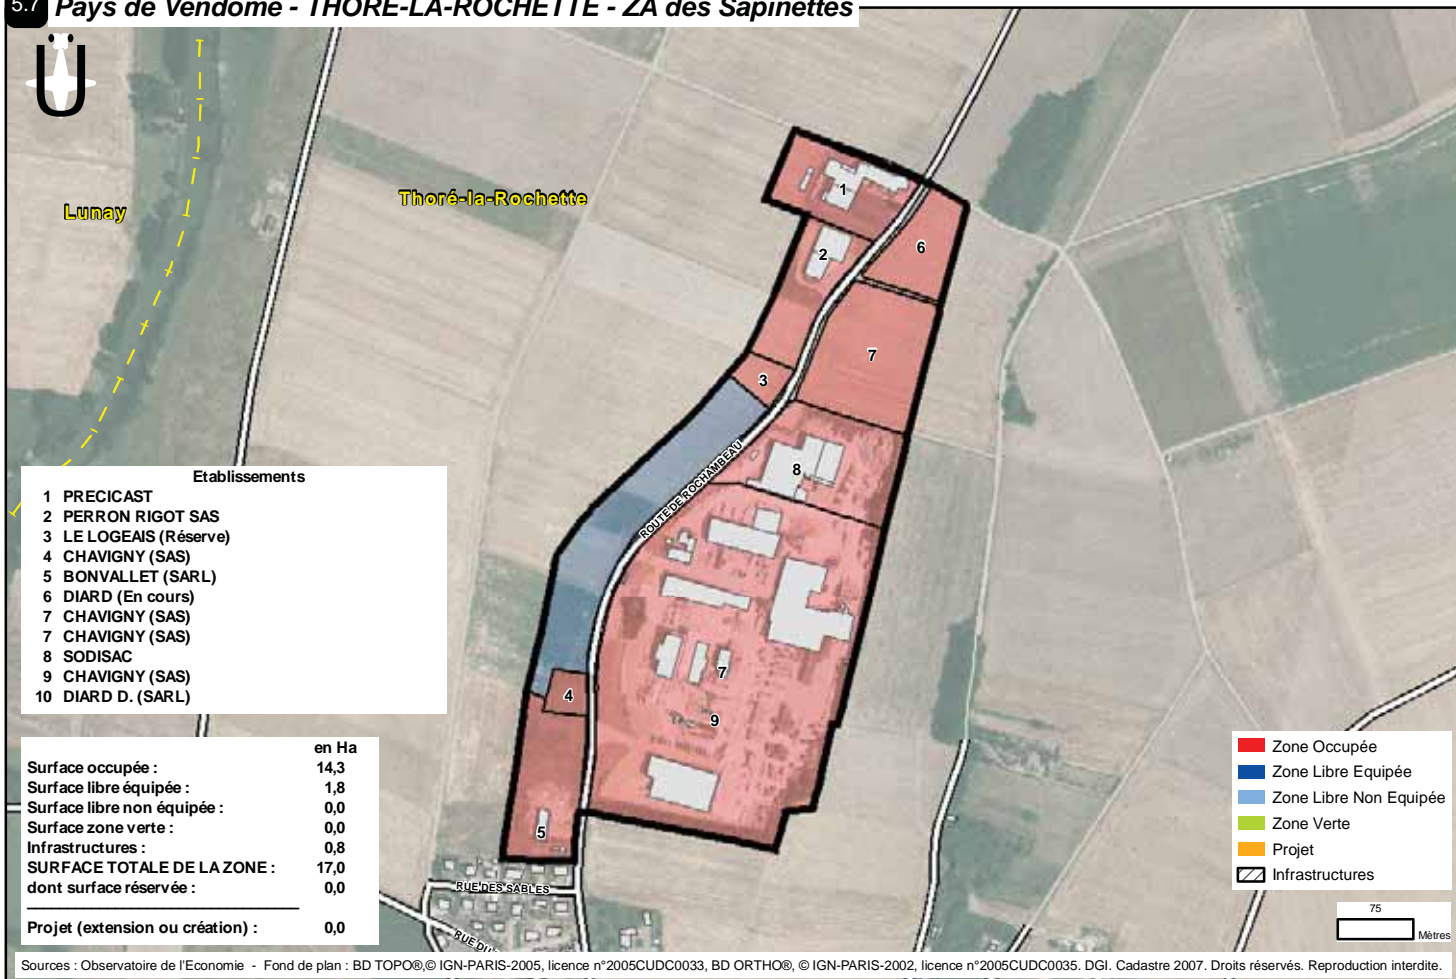 5.7 Pays de Vendôme - THORE-LA-ROCHETTE - ZA des Sapinettes
Lunay
Thoré-la-Rochette
1
2
6
7
3
8
ROUTE DE ROCHAMBEAU
7
4
9
5
RUE DES SABLES
RUE DU
Etablissements
1 PRECICAST
2 PERRON RIGOT SAS
3 LE LOGEAIS (Réserve)
4 CHAVIGNY (SAS)
5 BONVALLET (SARL)
6 DIARD (En cours)
7 CHAVIGNY (SAS)
7 CHAVIGNY (SAS)
8 SODISAC
9 CHAVIGNY (SAS)
10 DIARD D. (SARL)
en Ha
Surface occupée : 14,3
Surface libre équipée : 1,8
Surface libre non équipée : 0,0
Surface zone verte : 0,0
Infrastructures : 0,8
SURFACE TOTALE DE LA ZONE : 17,0
dont surface réservée : 0,0
Projet (extension ou création) : 0,0
Zone Occupée
Zone Libre Equipée
Zone Libre Non Equipée
Zone Verte
Projet
Infrastructures
75
Mètres
Sources : Observatoire de l'Economie - Fond de plan : BD TOPO®,© IGN-PARIS-2005, licence n°2005CUDC0033, BD ORTHO®, © IGN-PARIS-2002, licence n°2005CUDC0035. DGI. Cadastre 2007. Droits réservés. Reproduction interdite.